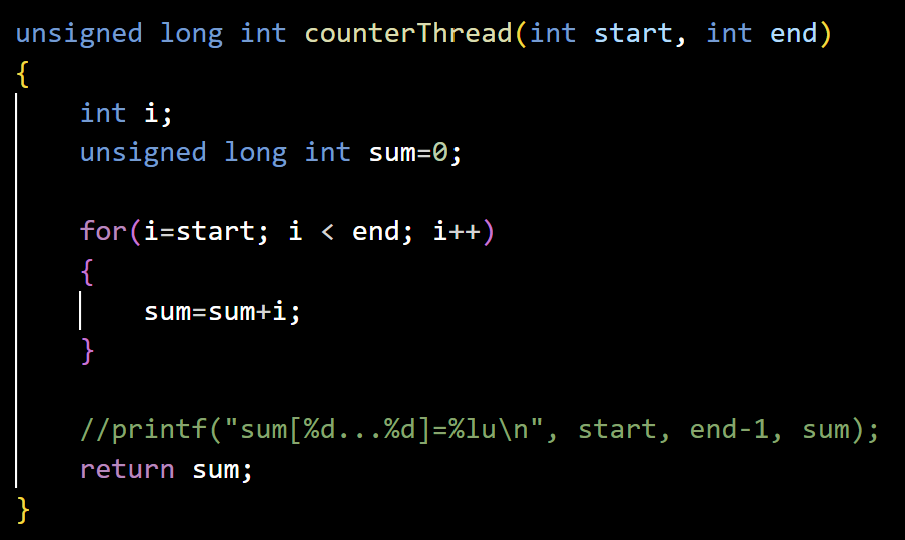 unsigned long int counterThread(int start, int end)
{
    int i;
    unsigned long int sum=0;

    for(i=start; i < end; i++)
    {
        sum=sum+i;
    }

    //printf("sum[%d...%d]=%lu\n", start, end-1, sum);
    return sum;
}